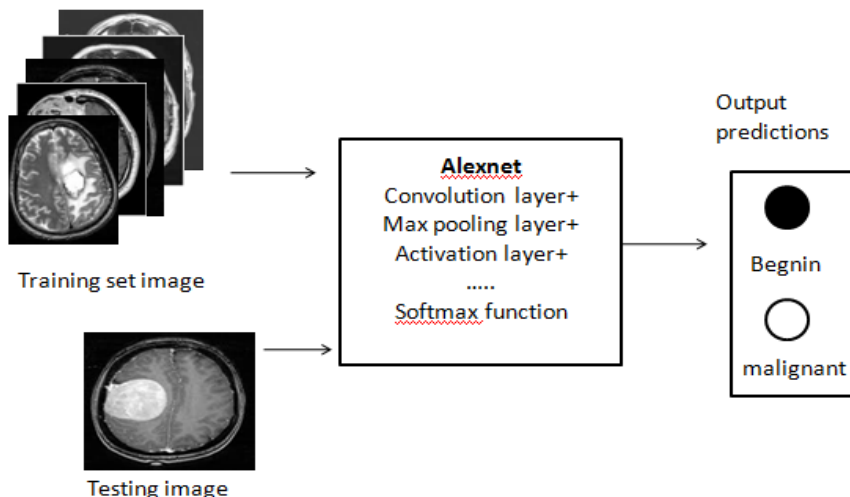 Training set image
Testing image
Alexnet
Convolution layer+
Max pooling layer+
Activation layer+
.....
Softmax function
Output
predictions
Begnin
malignant